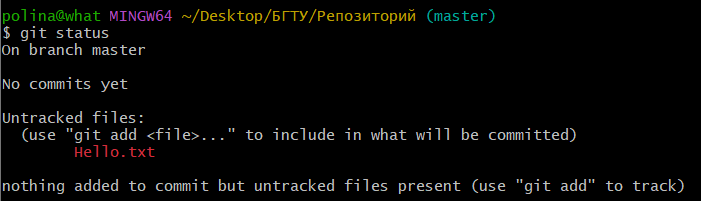 polina@what MINGW64 ~/Desktop/БГТУ/Репозиторий (master)
$ git status
On branch master
No commits yet
Untracked files:
  (use "git add <file>..." to include in what will be committed)
        Hello.txt
nothing added to commit but untracked files present (use "git add" to track)